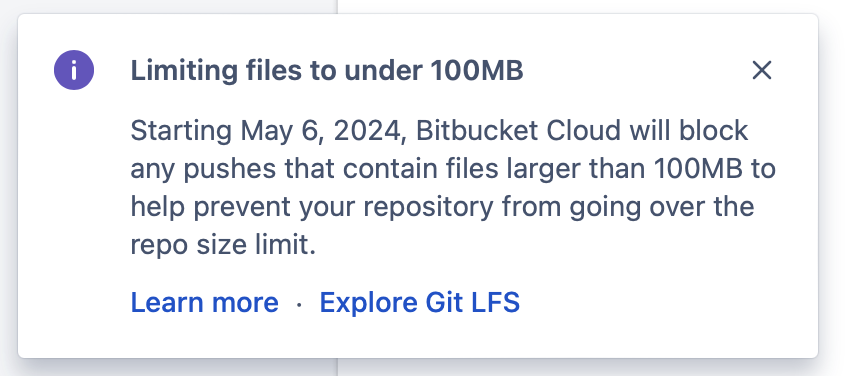 Limiting files to under 100MB
Starting May 6, 2024, Bitbucket Cloud will block
any pushes that contain files larger than 100MB to
help prevent your repository from going over the
repo size limit.
Learn more · Explore Git LFS